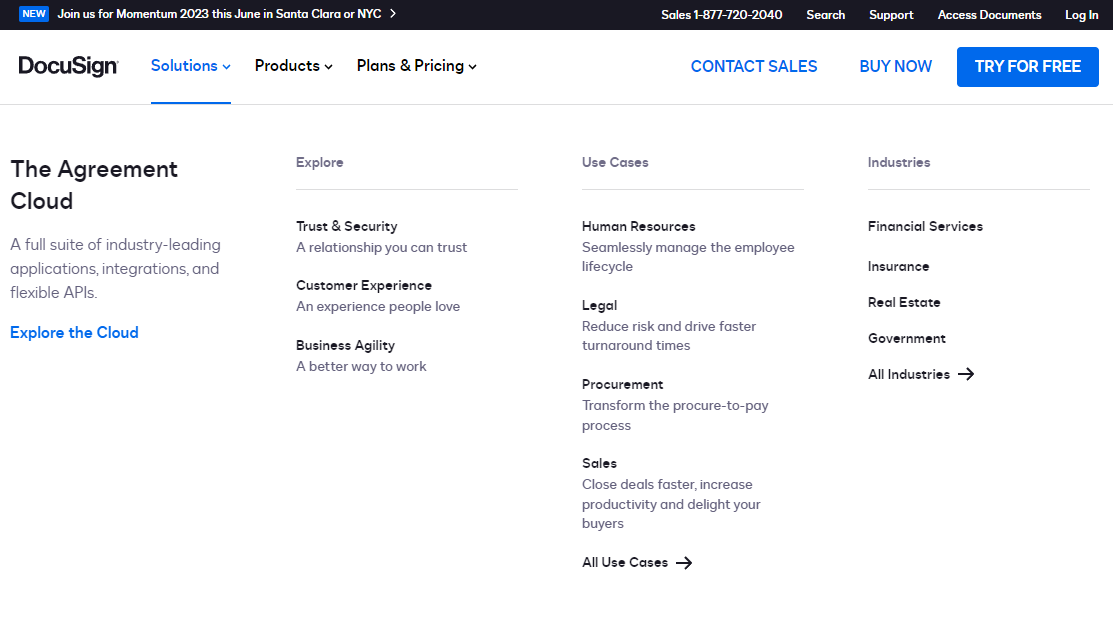 NEW Join us for Momentum 2023 this June in Santa Clara or NYC
Sales 1-877-720-2040 Search Support Access Documents Log In
DocuSign Solutions Products Plans & Pricing CONTACT SALES BUY NOW TRY FOR FREE
The Agreement
Cloud
A full suite of industry-leading
applications, integrations, and
flexible APIs.
Explore the Cloud
Explore
Trust & Security
A relationship you can trust
Customer Experience
An experience people love
Business Agility
A better way to work
Use Cases
Human Resources
Seamlessly manage the employee
lifecycle
Legal
Reduce risk and drive faster
turnaround times
Procurement
Transform the procure-to-pay
process
Sales
Close deals faster, increase
productivity and delight your
buyers
All Use Cases
Industries
Financial Services
Insurance
Real Estate
Government
All Industries